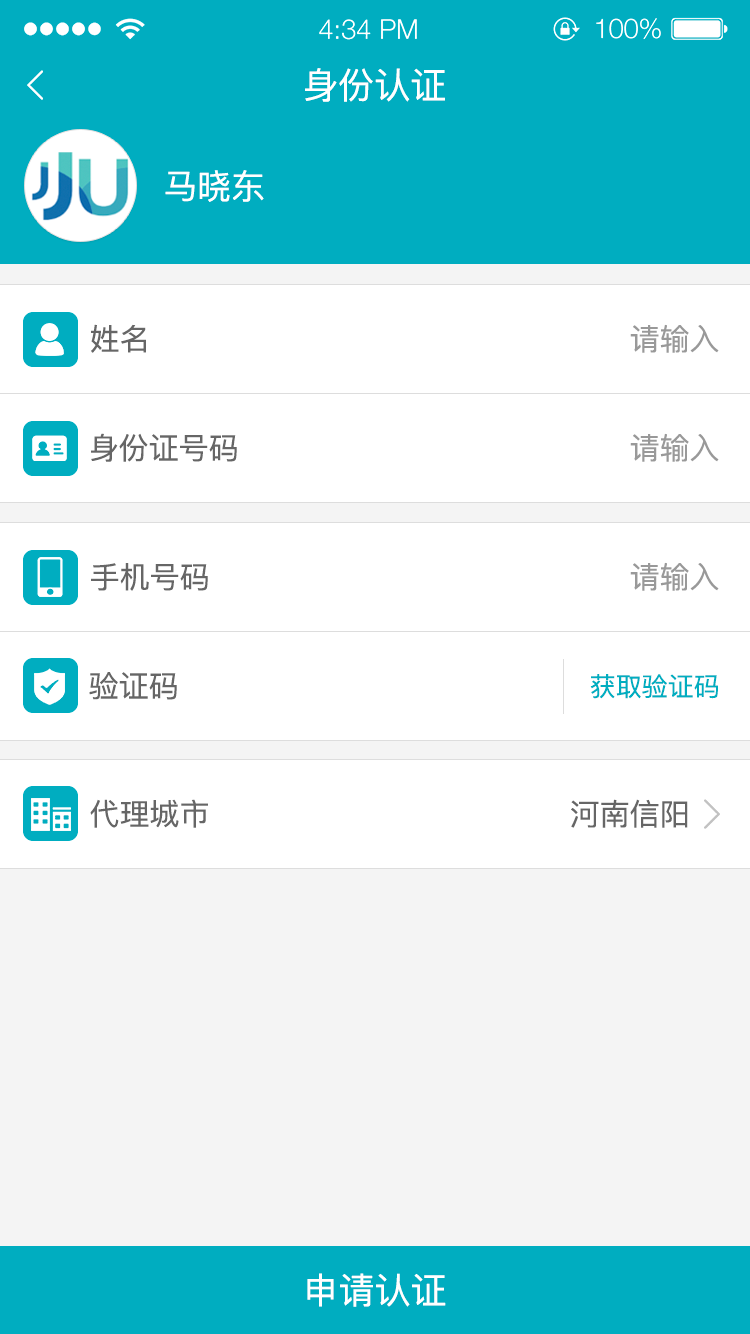 4:34 PM
100%
身份认证
JJU
马晓东
姓名 请输入
身份证号码 请输入
手机号码 请输入
验证码 获取验证码
代理城市 河南信阳
申请认证